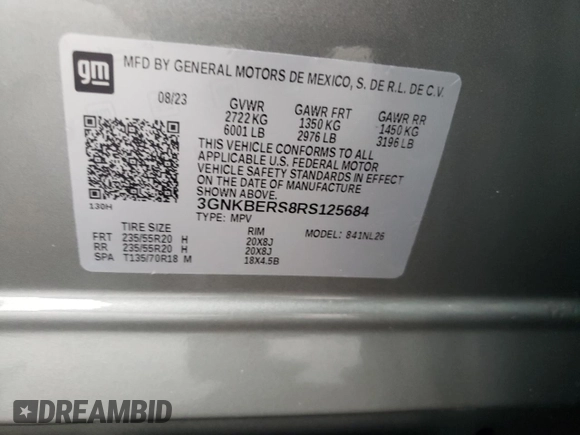 gm
MFD BY GENERAL MOTORS DE MEXICO, S. DE R.L. DE C.V.
08/23 GVWR GAWR FRT GAWR RR
2722 KG 1350 KG 1450 KG
6001 LB 2976 LB 3196 LB
THIS VEHICLE CONFORMS TO ALL
APPLICABLE U.S. FEDERAL MOTOR
VEHICLE SAFETY STANDARDS IN EFFECT
ON THE DATE OF MANUFACTURE
SHOWN ABOVE.
3GNKBERS8RS125684
130H
TYPE: MPV
TIRE SIZE RIM MODEL: 841NL26
FRT 235/55R20 H 20X8J
RR 235/55R20 H 20X8J
SPA T135/70R18 M 18X4.5B
DREAMBID